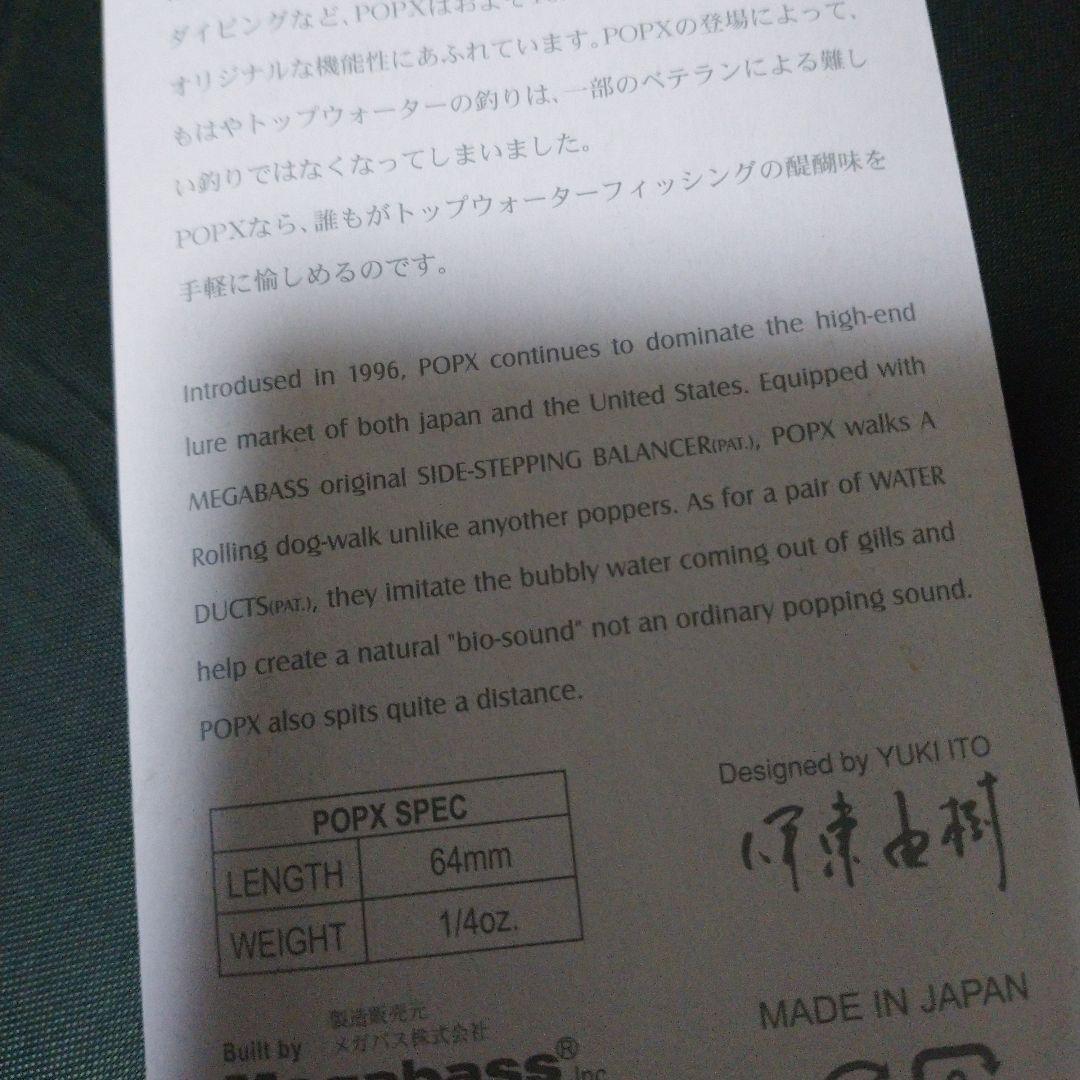 ダイビングなど、POPXはおよそ
オリジナルな機能性にあふれています。POPXの登場によって、
もはやトップウォーターの釣りは、一部のベテランによる難し
い釣りではなくなってしまいました。
POPXなら、誰もがトップウォーターフィッシングの醍醐味を
手軽に愉しめるのです。
Introdused in 1996, POPX continues to dominate the high-end
lure market of both japan and the United States. Equipped with
MEGABASS original SIDE-STEPPING BALANCER(PAT.), POPX walks A
Rolling dog-walk unlike anyother poppers. As for a pair of WATER
DUCTS(PAT.), they imitate the bubbly water coming out of gills and
help create a natural "bio-sound" not an ordinary popping sound.
POPX also spits quite a distance.
POPX SPEC
LENGTH 64mm
WEIGHT 1/4oz.
Designed by YUKI ITO
伊東由樹
MADE IN JAPAN
製造販売元
Built by メガバス株式会社
Megabass® Inc